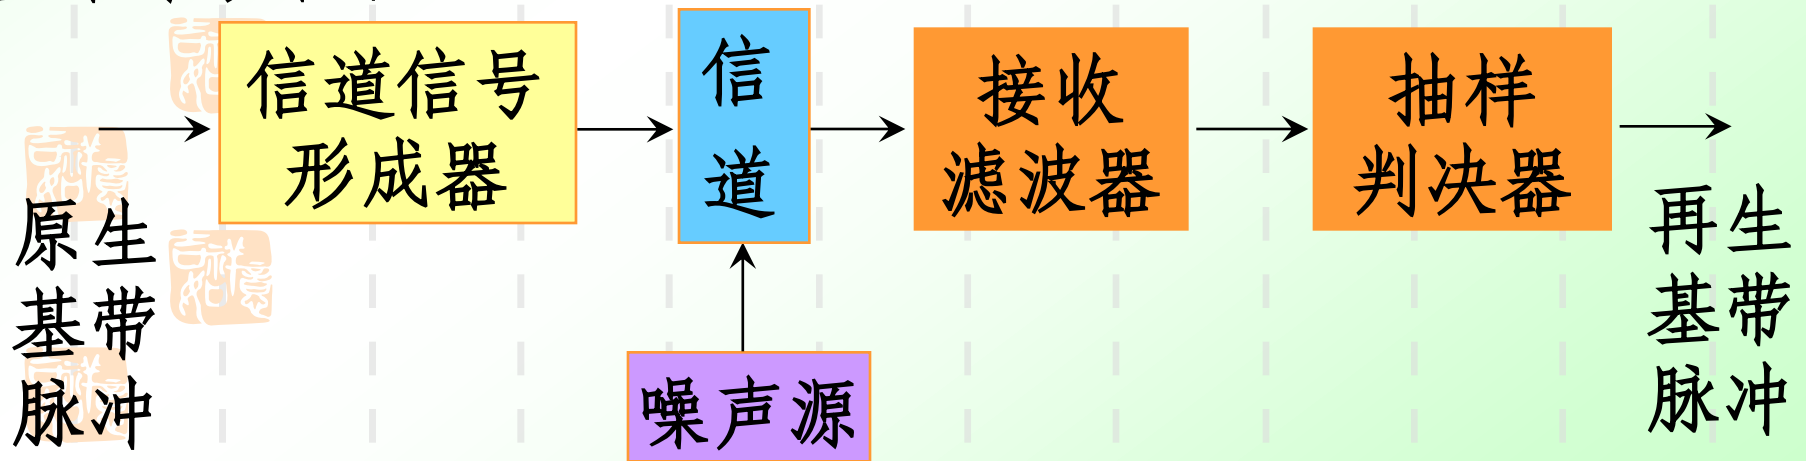 信道信号
形成器
信
道
接收
滤波器
抽样
判决器
原生
基带
脉冲
再生
基带
脉冲
噪声源